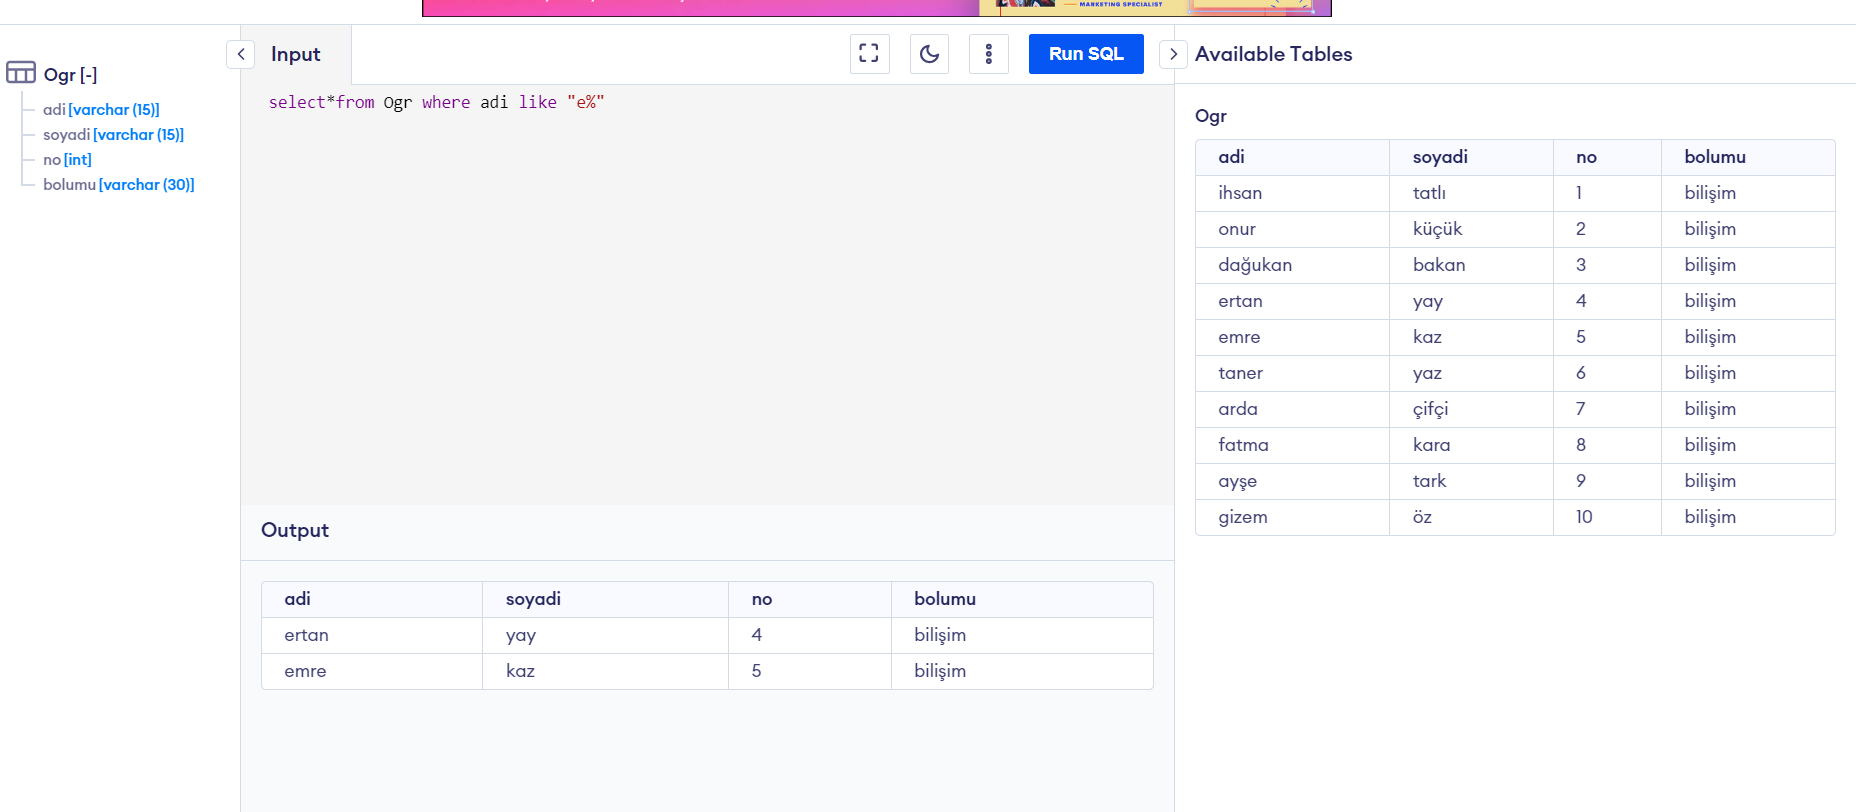 MARKETING SPECIALIST
Ogr [-]
adi [varchar (15)]
soyadi [varchar (15)]
no [int]
bolumu [varchar (30)]
Input
Run SQL
select*from Ogr where adi like "e%"
Output
adi soyadi no bolumu
ertan yay 4 bilişim
emre kaz 5 bilişim
Available Tables
Ogr
adi soyadi no bolumu
ihsan tatlı 1 bilişim
onur küçük 2 bilişim
dağukan bakan 3 bilişim
ertan yay 4 bilişim
emre kaz 5 bilişim
taner yaz 6 bilişim
arda çifçi 7 bilişim
fatma kara 8 bilişim
ayşe tark 9 bilişim
gizem öz 10 bilişim